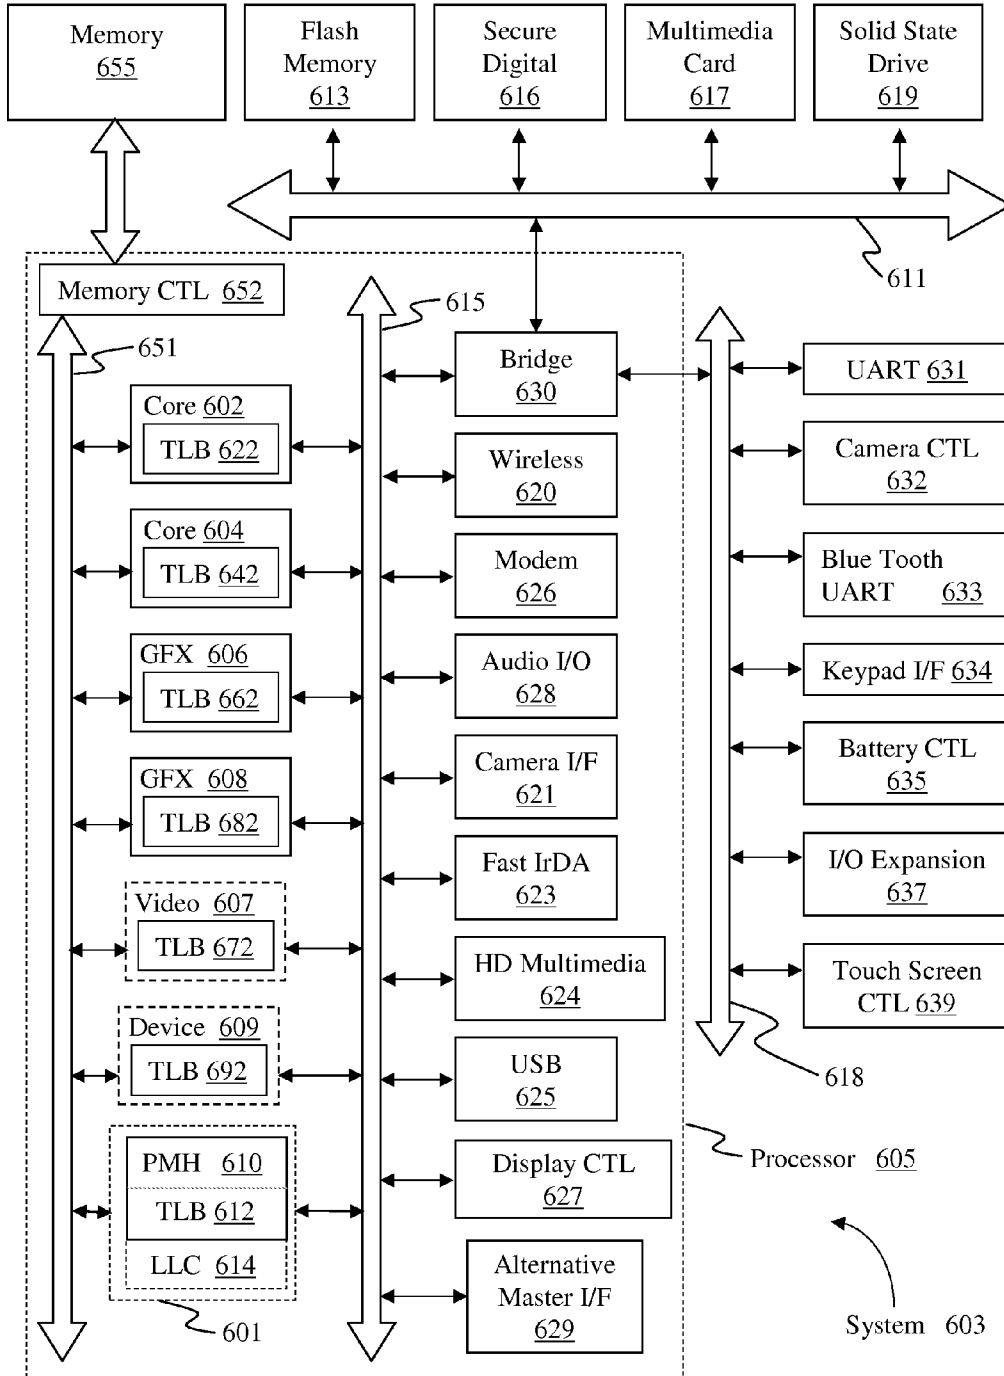 Memory
655
Flash
Memory
613
Secure
Digital
616
Multimedia
Card
617
Solid State
Drive
619
611
Memory CTL 652
651
615
Core 602
TLB 622
Core 604
TLB 642
GFX 606
TLB 662
GFX 608
TLB 682
Video 607
TLB 672
Device 609
TLB 692
PMH 610
TLB 612
LLC 614
601
Bridge
630
Wireless
620
Modem
626
Audio I/O
628
Camera I/F
621
Fast IrDA
623
HD Multimedia
624
USB
625
Display CTL
627
Alternative
Master I/F
629
UART 631
Camera CTL
632
Blue Tooth
UART 633
Keypad I/F 634
Battery CTL
635
I/O Expansion
637
Touch Screen
CTL 639
618
Processor 605
System 603